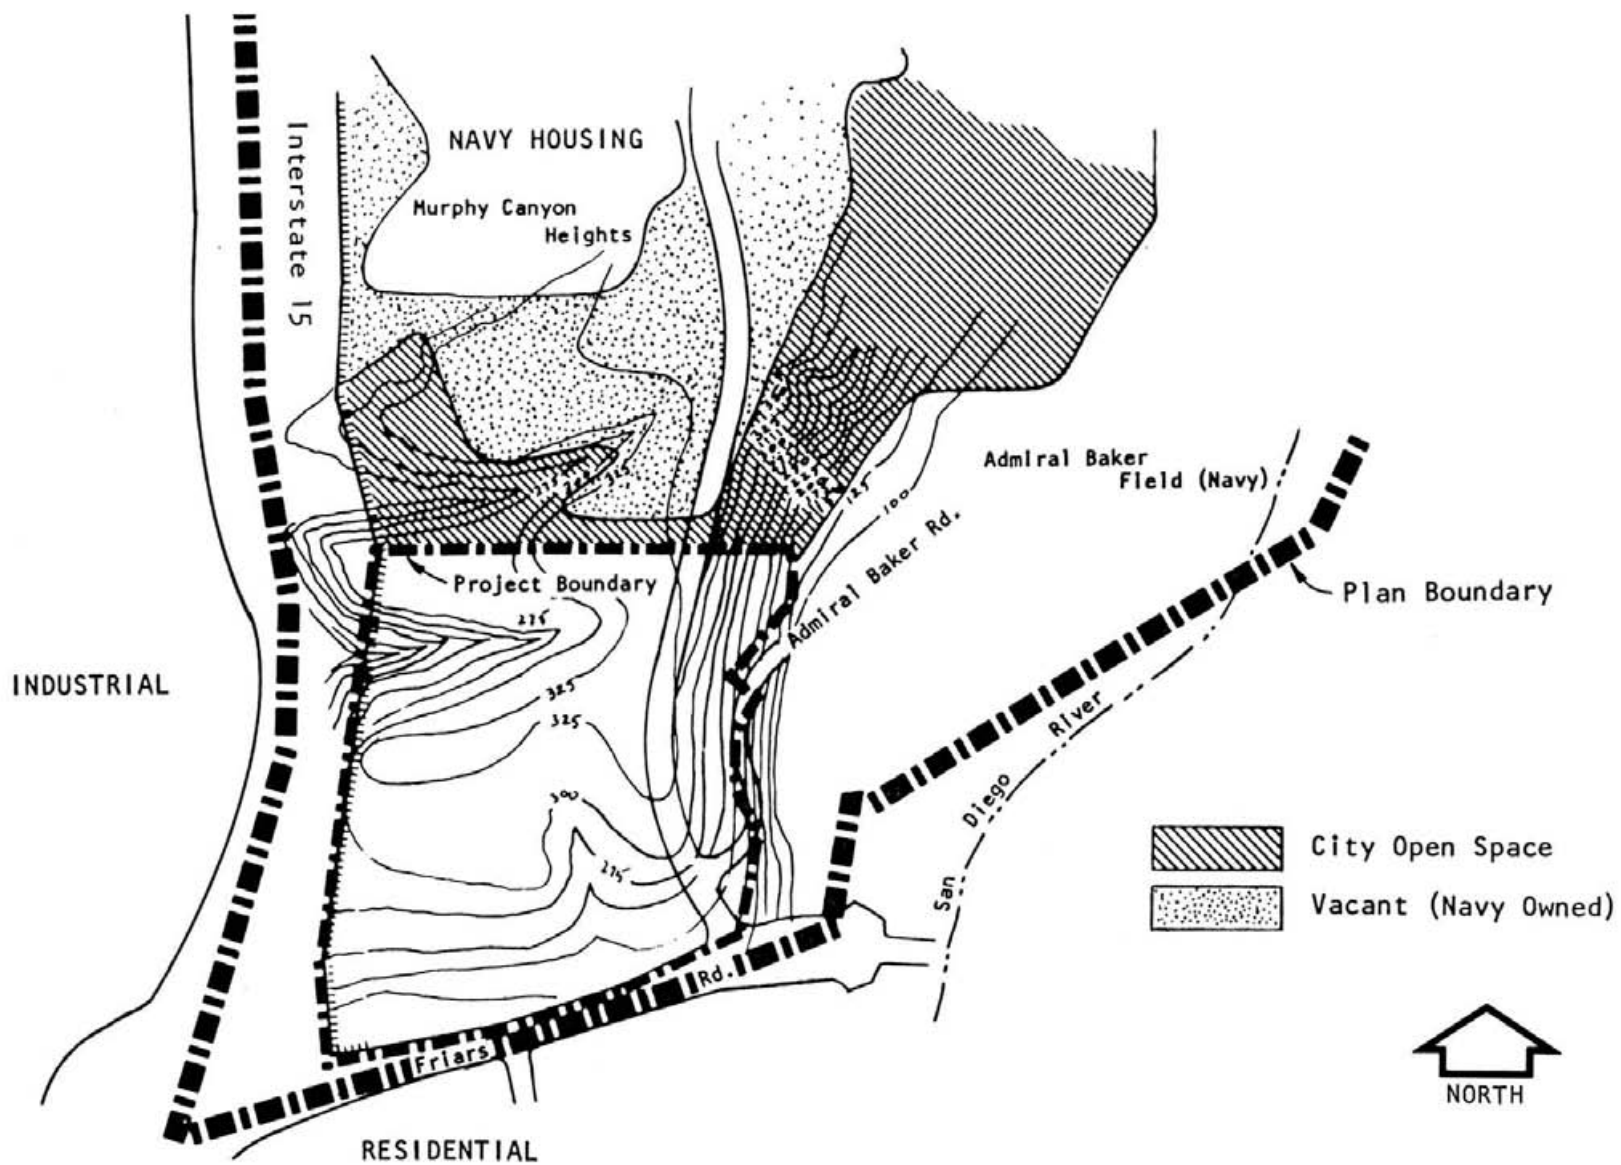 Interstate 15
NAVY HOUSING
Murphy Canyon
Heights
Admiral Baker
Field (Navy)
125
100
Admiral Baker Rd.
Project Boundary
Plan Boundary
275
INDUSTRIAL
325
325
300
275
San Diego River
City Open Space
Vacant (Navy Owned)
Friars Rd.
NORTH
RESIDENTIAL